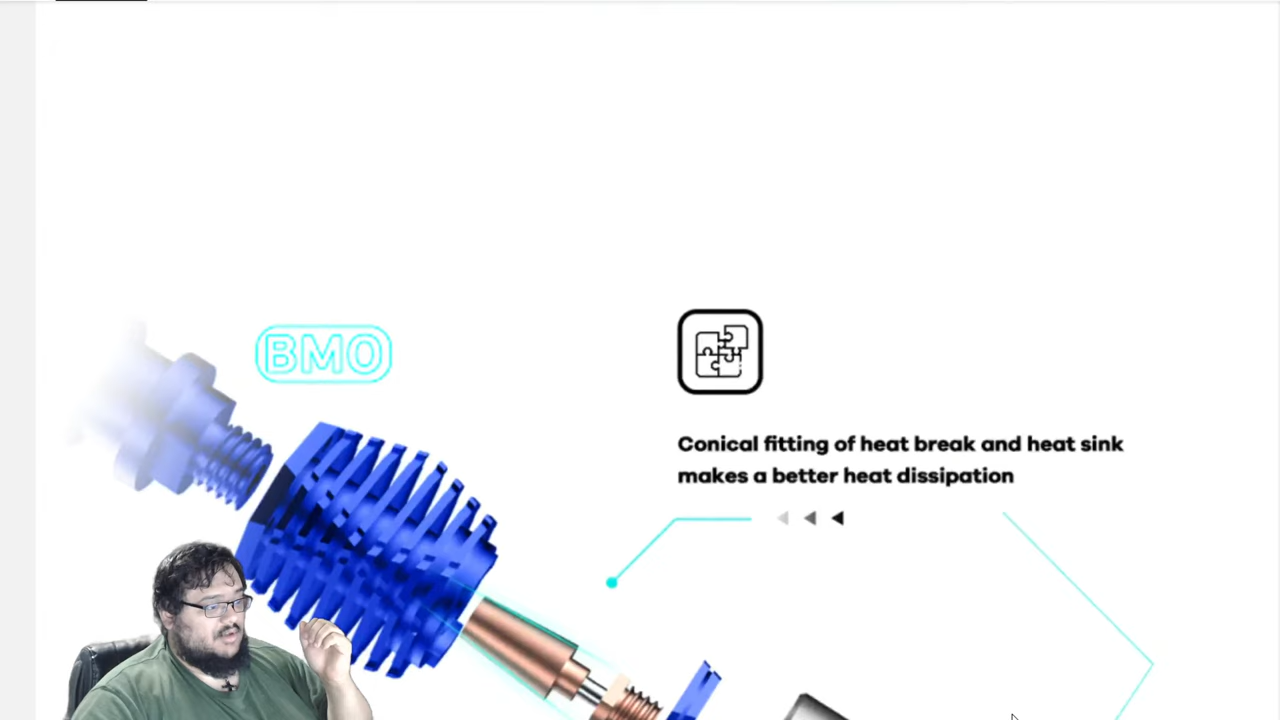 BMO
Conical fitting of heat break and heat sink
makes a better heat dissipation